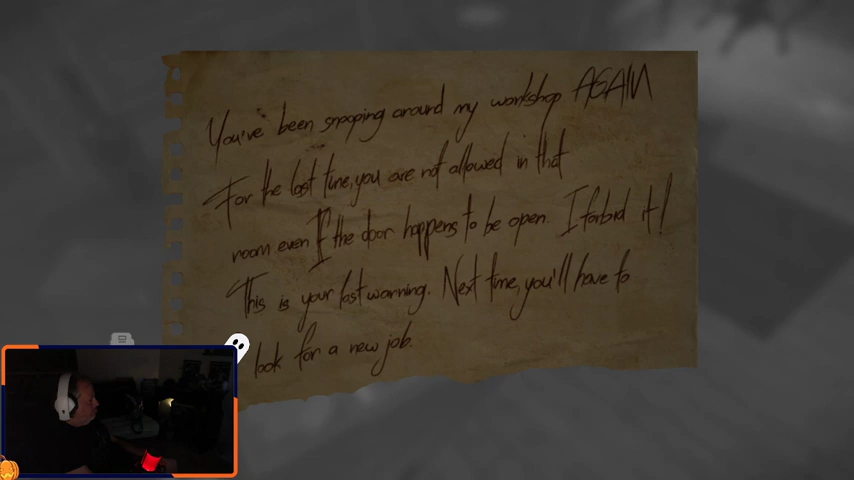 You've been snooping around my workshop AGAIN
For the last time, you are not allowed in that
room even If the door happens to be open. I forbid it!
This is your last warning. Next time, you'll have to
look for a new job.